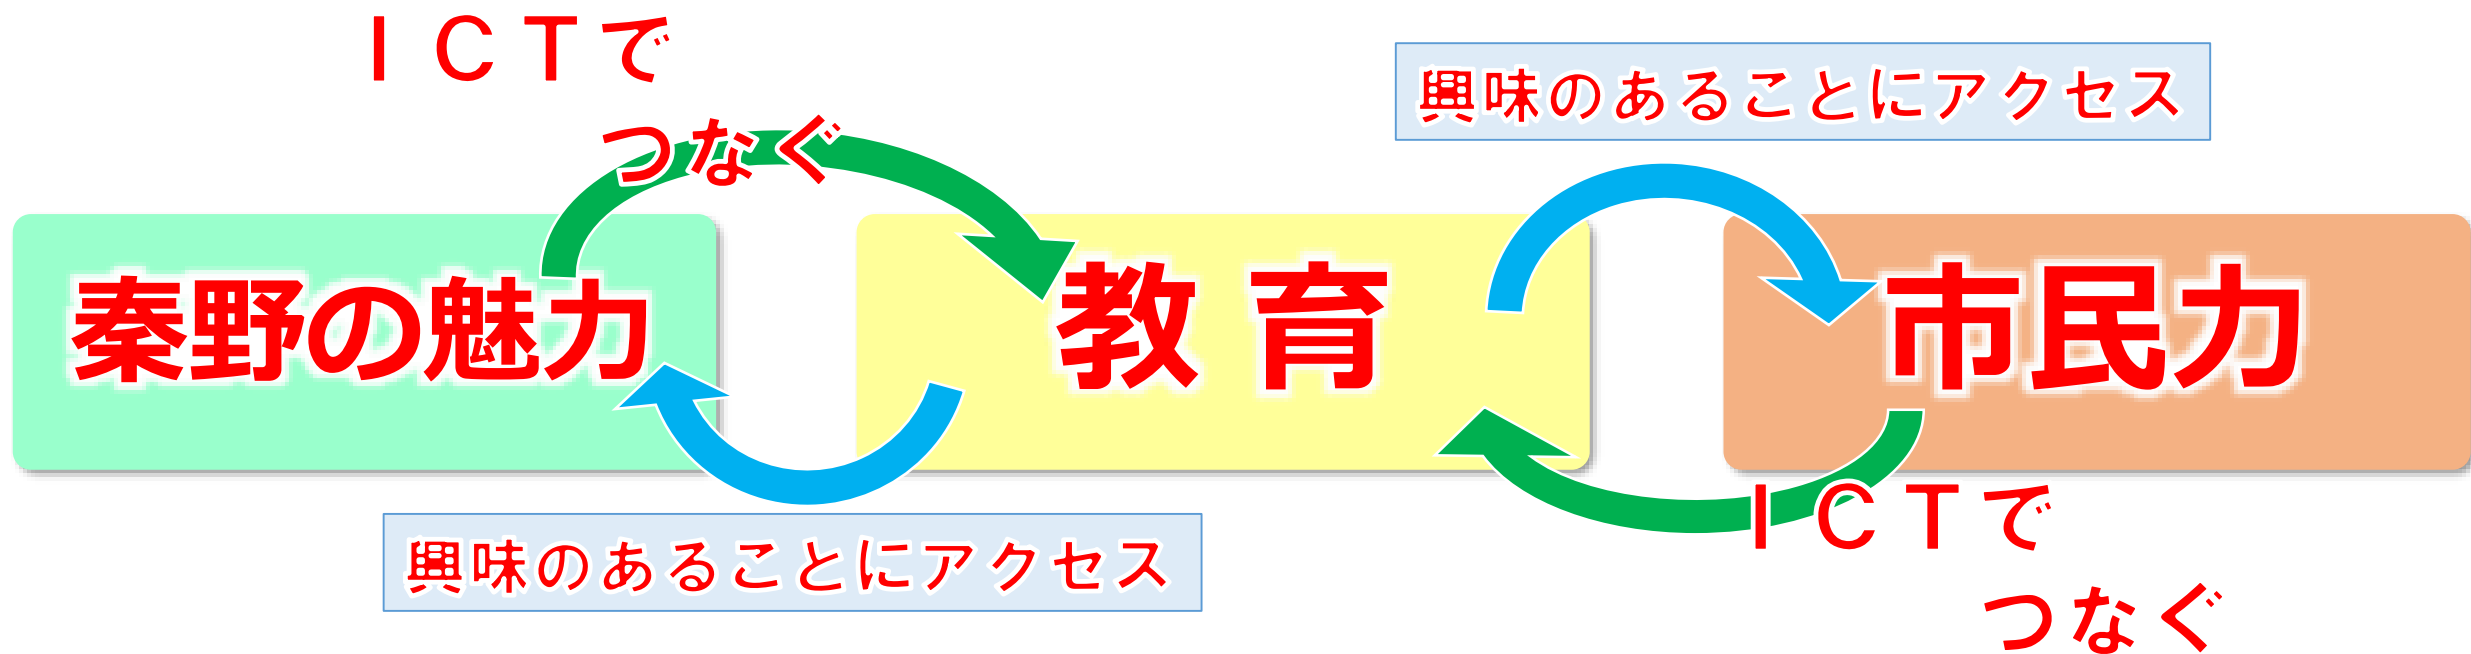 ＩＣＴで
つなぐ
興味のあることにアクセス
秦野の魅力
教育
市民力
興味のあることにアクセス
ＩＣＴで
つなぐ